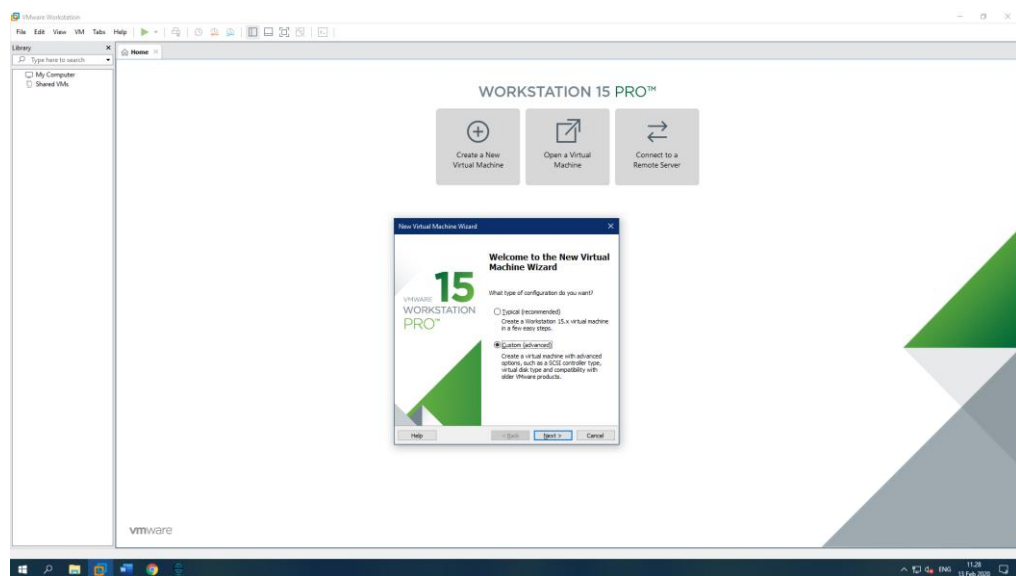 VMware Workstation
File Edit View VM Tabs Help
Library
Type here to search
My Computer
Shared VMs
Home
WORKSTATION 15 PRO™
Create a New
Virtual Machine
Open a Virtual
Machine
Connect to a
Remote Server
New Virtual Machine Wizard
15
VMWARE
WORKSTATION
PRO™
Welcome to the New Virtual
Machine Wizard
What type of configuration do you want?
Typical (recommended)
Create a Workstation 15.x virtual machine
in a few easy steps.
Custom (advanced)
Create a virtual machine with advanced
options, such as a SCSI controller type,
virtual disk type and compatibility with
older VMware products.
Help
< Back
Next >
Cancel
vmware
ENG
11.28
13 Feb 2020